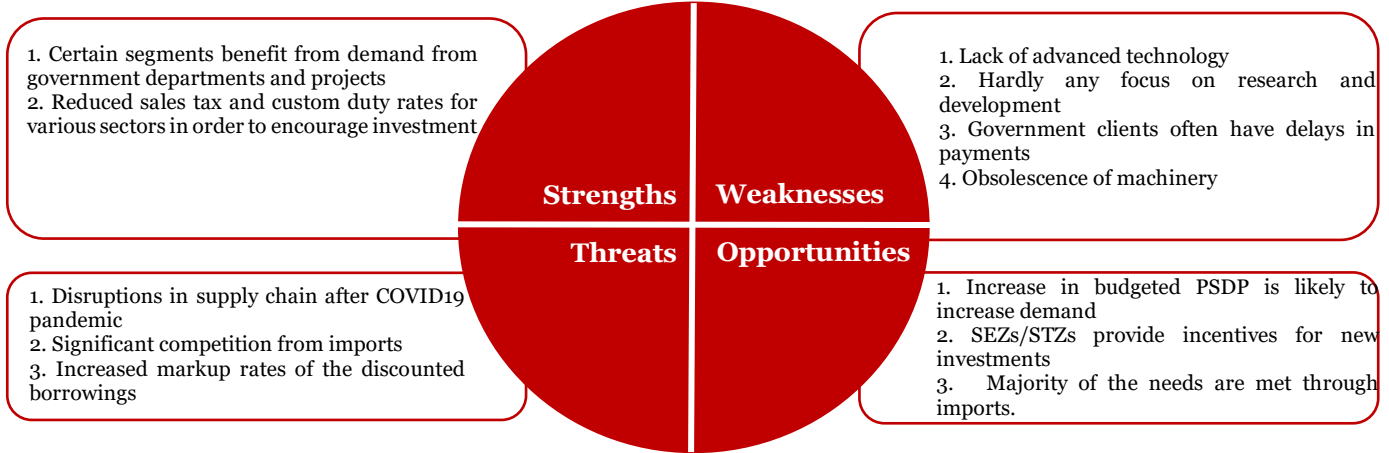 1. Certain segments benefit from demand from
government departments and projects
2. Reduced sales tax and custom duty rates for
various sectors in order to encourage investment
Strengths
1. Lack of advanced technology
2. Hardly any focus on research and
development
3. Government clients often have delays in
payments
4. Obsolescence of machinery
Weaknesses
Threats
1. Disruptions in supply chain after COVID19
pandemic
2. Significant competition from imports
3. Increased markup rates of the discounted
borrowings
Opportunities
1. Increase in budgeted PSDP is likely to
increase demand
2. SEZs/STZs provide incentives for new
investments
3. Majority of the needs are met through
imports.